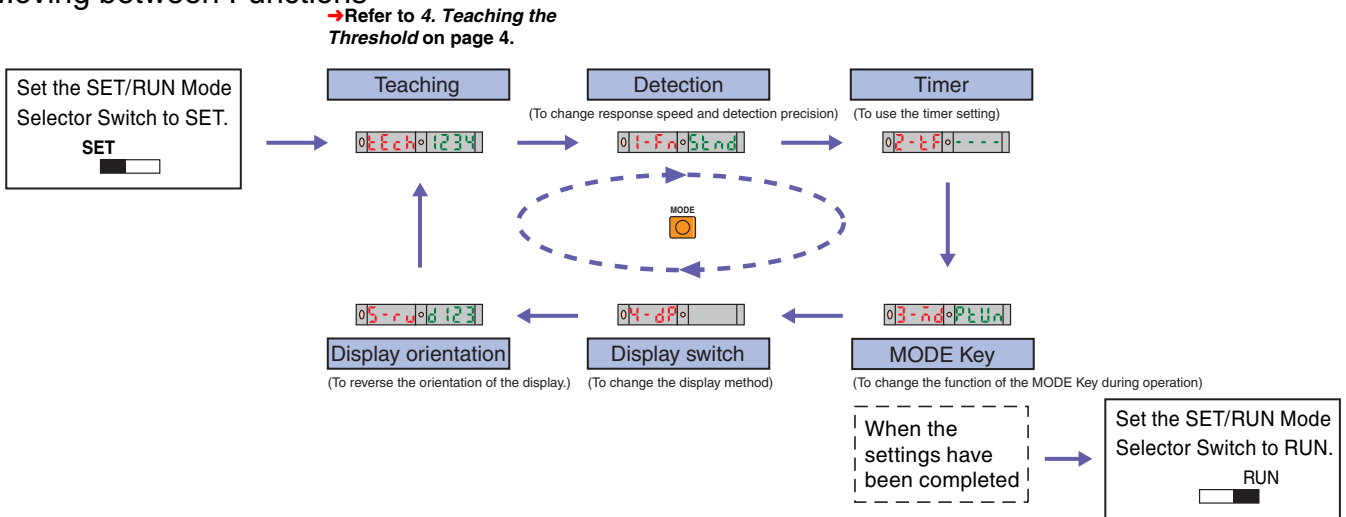 Moving between Functions
➜Refer to 4. Teaching the
Threshold on page 4.
Set the SET/RUN Mode
Selector Switch to SET.
SET
Teaching
tEch 1234
Detection
(To change response speed and detection precision)
1-Fn Stnd
Timer
(To use the timer setting)
2-tF ----
MODE
5-ru d123
Display orientation
(To reverse the orientation of the display.)
4-dP
Display switch
(To change the display method)
3-md PtUn
MODE Key
(To change the function of the MODE Key during operation)
When the
settings have
been completed
Set the SET/RUN Mode
Selector Switch to RUN.
RUN